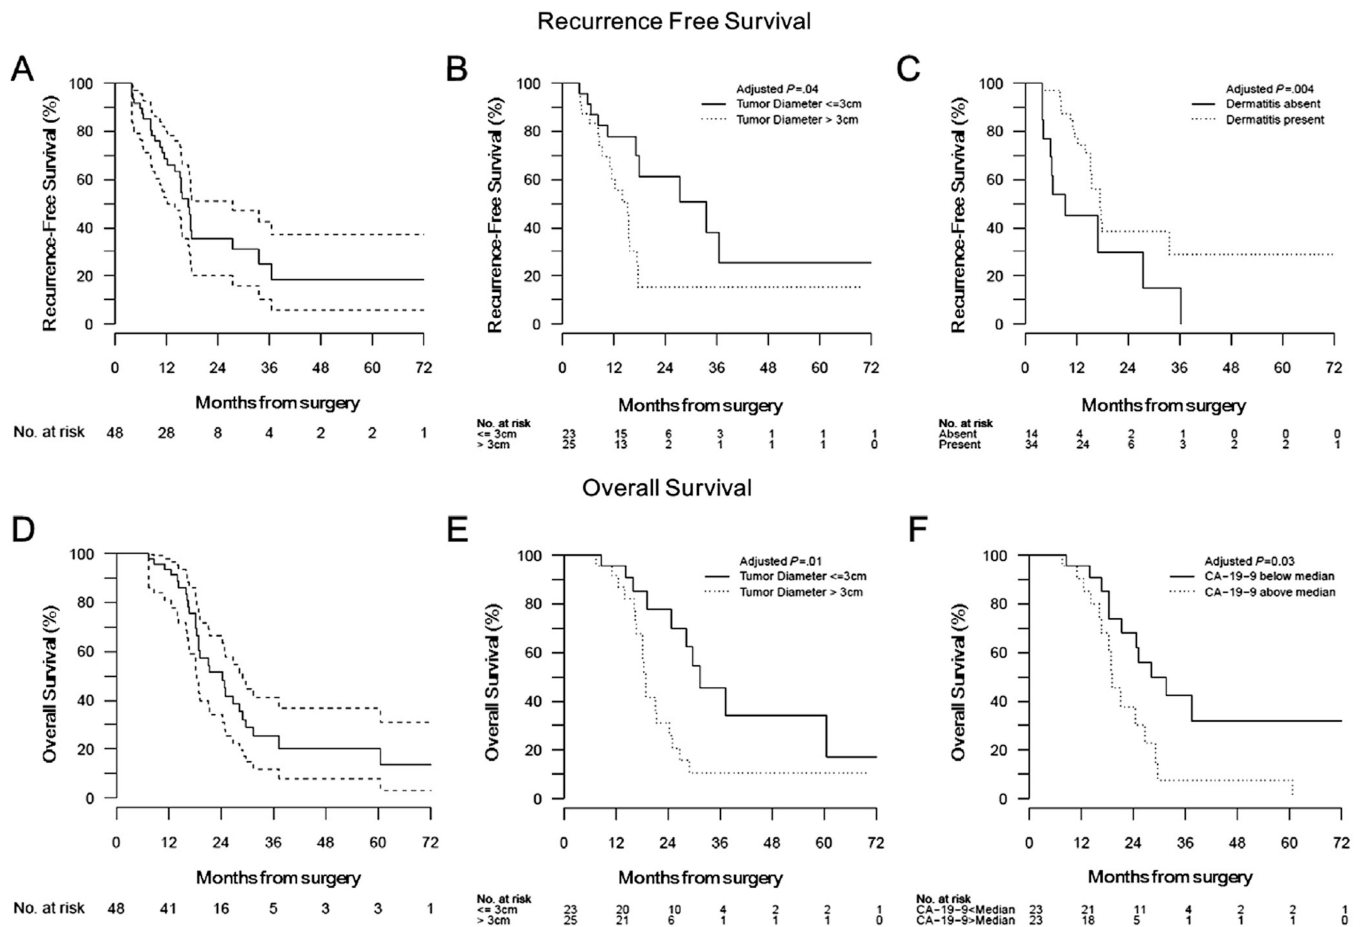 Recurrence Free Survival
A
Recurrence-Free Survival (%)
100
80
60
40
20
0
0 12 24 36 48 60 72
Months from surgery
No. at risk 48 28 8 4 2 2 1
B
Recurrence-Free Survival (%)
100
80
60
40
20
0
Adjusted P=.04
Tumor Diameter <=3cm
Tumor Diameter > 3cm
0 12 24 36 48 60 72
Months from surgery
No. at risk
<= 3cm 23 15 6 3 1 1 1
> 3cm 25 13 2 1 1 1 0
C
Recurrence-Free Survival (%)
100
80
60
40
20
0
Adjusted P=.004
Dermatitis absent
Dermatitis present
0 12 24 36 48 60 72
Months from surgery
No. at risk
Absent 14 4 2 1 0 0 0
Present 34 24 6 3 2 2 1
Overall Survival
D
Overall Survival (%)
100
80
60
40
20
0
0 12 24 36 48 60 72
Months from surgery
No. at risk 48 41 16 5 3 3 1
E
Overall Survival (%)
100
80
60
40
20
0
Adjusted P=.01
Tumor Diameter <=3cm
Tumor Diameter > 3cm
0 12 24 36 48 60 72
Months from surgery
No. at risk
<= 3cm 23 20 10 4 2 2 1
> 3cm 25 21 6 1 1 1 0
F
Overall Survival (%)
100
80
60
40
20
0
Adjusted P=0.03
CA-19-9 below median
CA-19-9 above median
0 12 24 36 48 60 72
Months from surgery
No. at risk
CA-19-9<Median 23 21 11 4 2 2 1
CA-19-9>Median 23 18 5 1 1 1 0